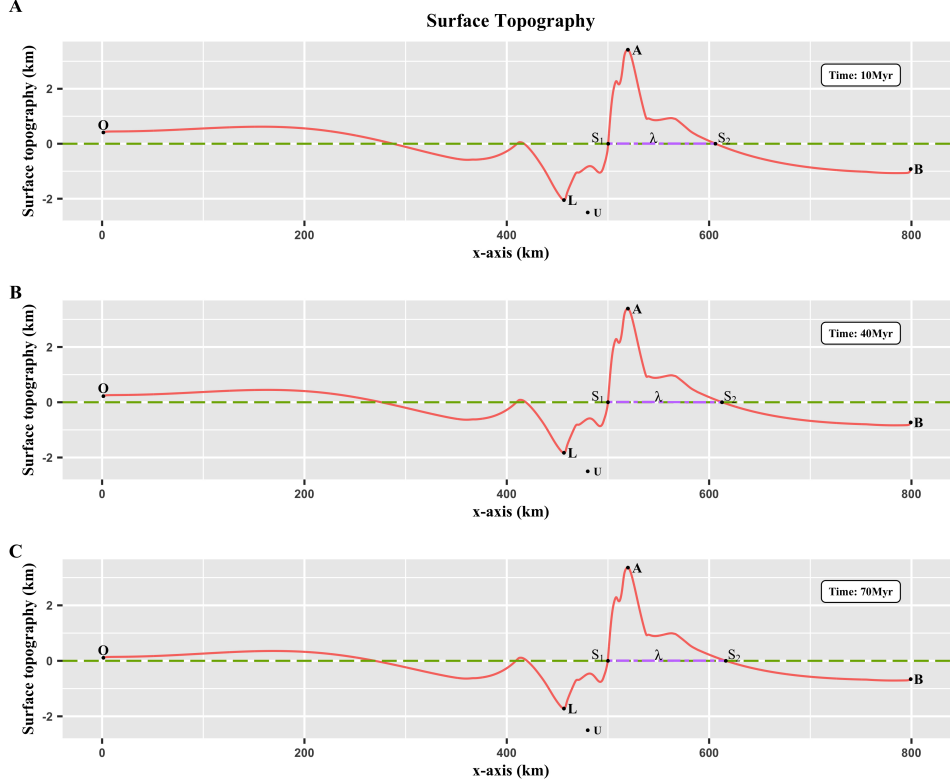 A
Surface Topography
Surface topography (km)
2
0
-2
O
L
U
S₁
λ
S₂
A
B
Time: 10Myr
0
200
400
600
800
x-axis (km)
B
Surface topography (km)
2
0
-2
O
L
U
S₁
λ
S₂
A
B
Time: 40Myr
0
200
400
600
800
x-axis (km)
C
Surface topography (km)
2
0
-2
O
L
U
S₁
λ
S₂
A
B
Time: 70Myr
0
200
400
600
800
x-axis (km)